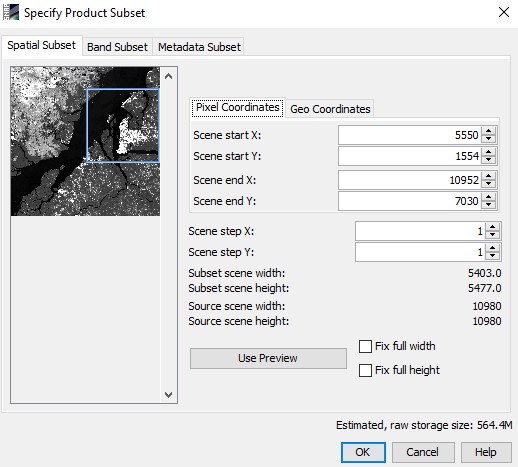 Specify Product Subset
Spatial Subset Band Subset Metadata Subset
Pixel Coordinates Geo Coordinates
Scene start X: 5550
Scene start Y: 1554
Scene end X: 10952
Scene end Y: 7030
Scene step X: 1
Scene step Y: 1
Subset scene width: 5403.0
Subset scene height: 5477.0
Source scene width: 10980
Source scene height: 10980
Use Preview
Fix full width
Fix full height
Estimated, raw storage size: 564.4M
OK Cancel Help